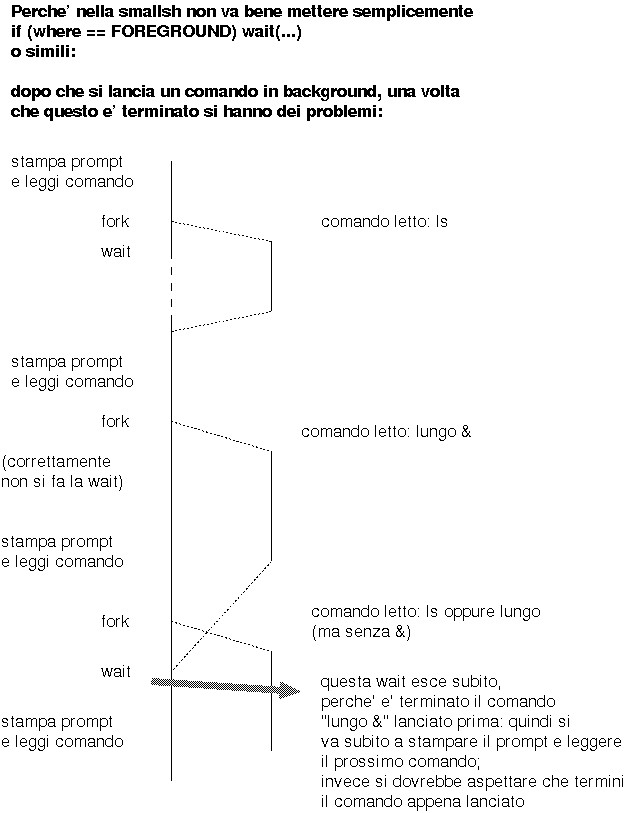 Perche' nella smallsh non va bene mettere semplicemente
if (where == FOREGROUND) wait(...)
o simili:
dopo che si lancia un comando in background, una volta
che questo e' terminato si hanno dei problemi:
stampa prompt
e leggi comando
fork
comando letto: ls
wait
stampa prompt
e leggi comando
fork
comando letto: lungo &
(correttamente
non si fa la wait)
stampa prompt
e leggi comando
comando letto: ls oppure lungo
(ma senza &)
fork
wait
questa wait esce subito,
perche' e' terminato il comando
"lungo &" lanciato prima: quindi si
va subito a stampare il prompt e leggere
il prossimo comando;
invece si dovrebbe aspettare che termini
il comando appena lanciato
stampa prompt
e leggi comando